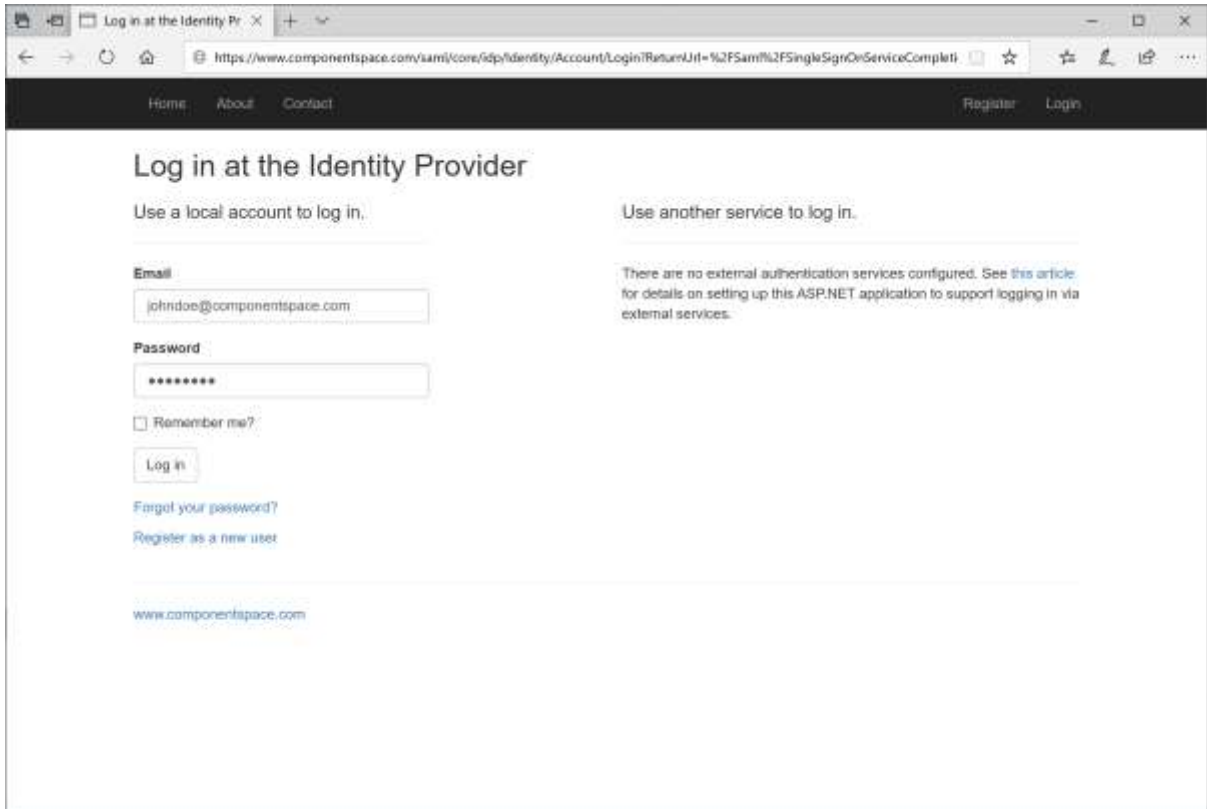 Log in at the Identity Pr
https://www.componentspace.com/saml/core/idp/Identity/Account/Login?ReturnUrl=%2FSaml%2FSingleSignOnServiceCompleti
Home About Contact Register Login
Log in at the Identity Provider
Use a local account to log in.
Email
johndoe@componentspace.com
Password
••••••••
Remember me?
Log in
Forgot your password?
Register as a new user
Use another service to log in.
There are no external authentication services configured. See this article
for details on setting up this ASP.NET application to support logging in via
external services.
www.componentspace.com